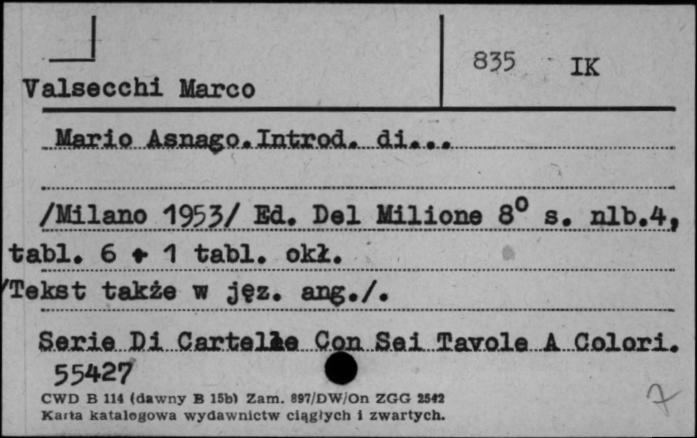 835 IK
Valsecchi Marco
Mario Asnago. Introd. di...
/Milano 1953/ Ed. Del Milione 8° s. nlb.4,
tabl. 6 + 1 tabl. okł.
/Tekst także w jęz. ang./.
Serie Di Cartelle Con Sei Tavole A Colori.
55427
CWD B 114 (dawny B 15b) Zam. 897/DW/On ZGG 2542
Karta katalogowa wydawnictw ciągłych i zwartych.
7